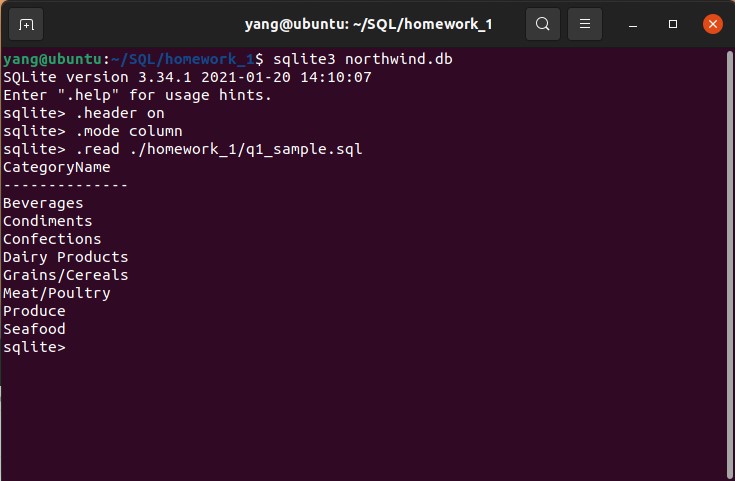 yang@ubuntu: ~/SQL/homework_1
yang@ubuntu:~/SQL/homework_1$ sqlite3 northwind.db
SQLite version 3.34.1 2021-01-20 14:10:07
Enter ".help" for usage hints.
sqlite> .header on
sqlite> .mode column
sqlite> .read ./homework_1/q1_sample.sql
CategoryName
--------------
Beverages
Condiments
Confections
Dairy Products
Grains/Cereals
Meat/Poultry
Produce
Seafood
sqlite>